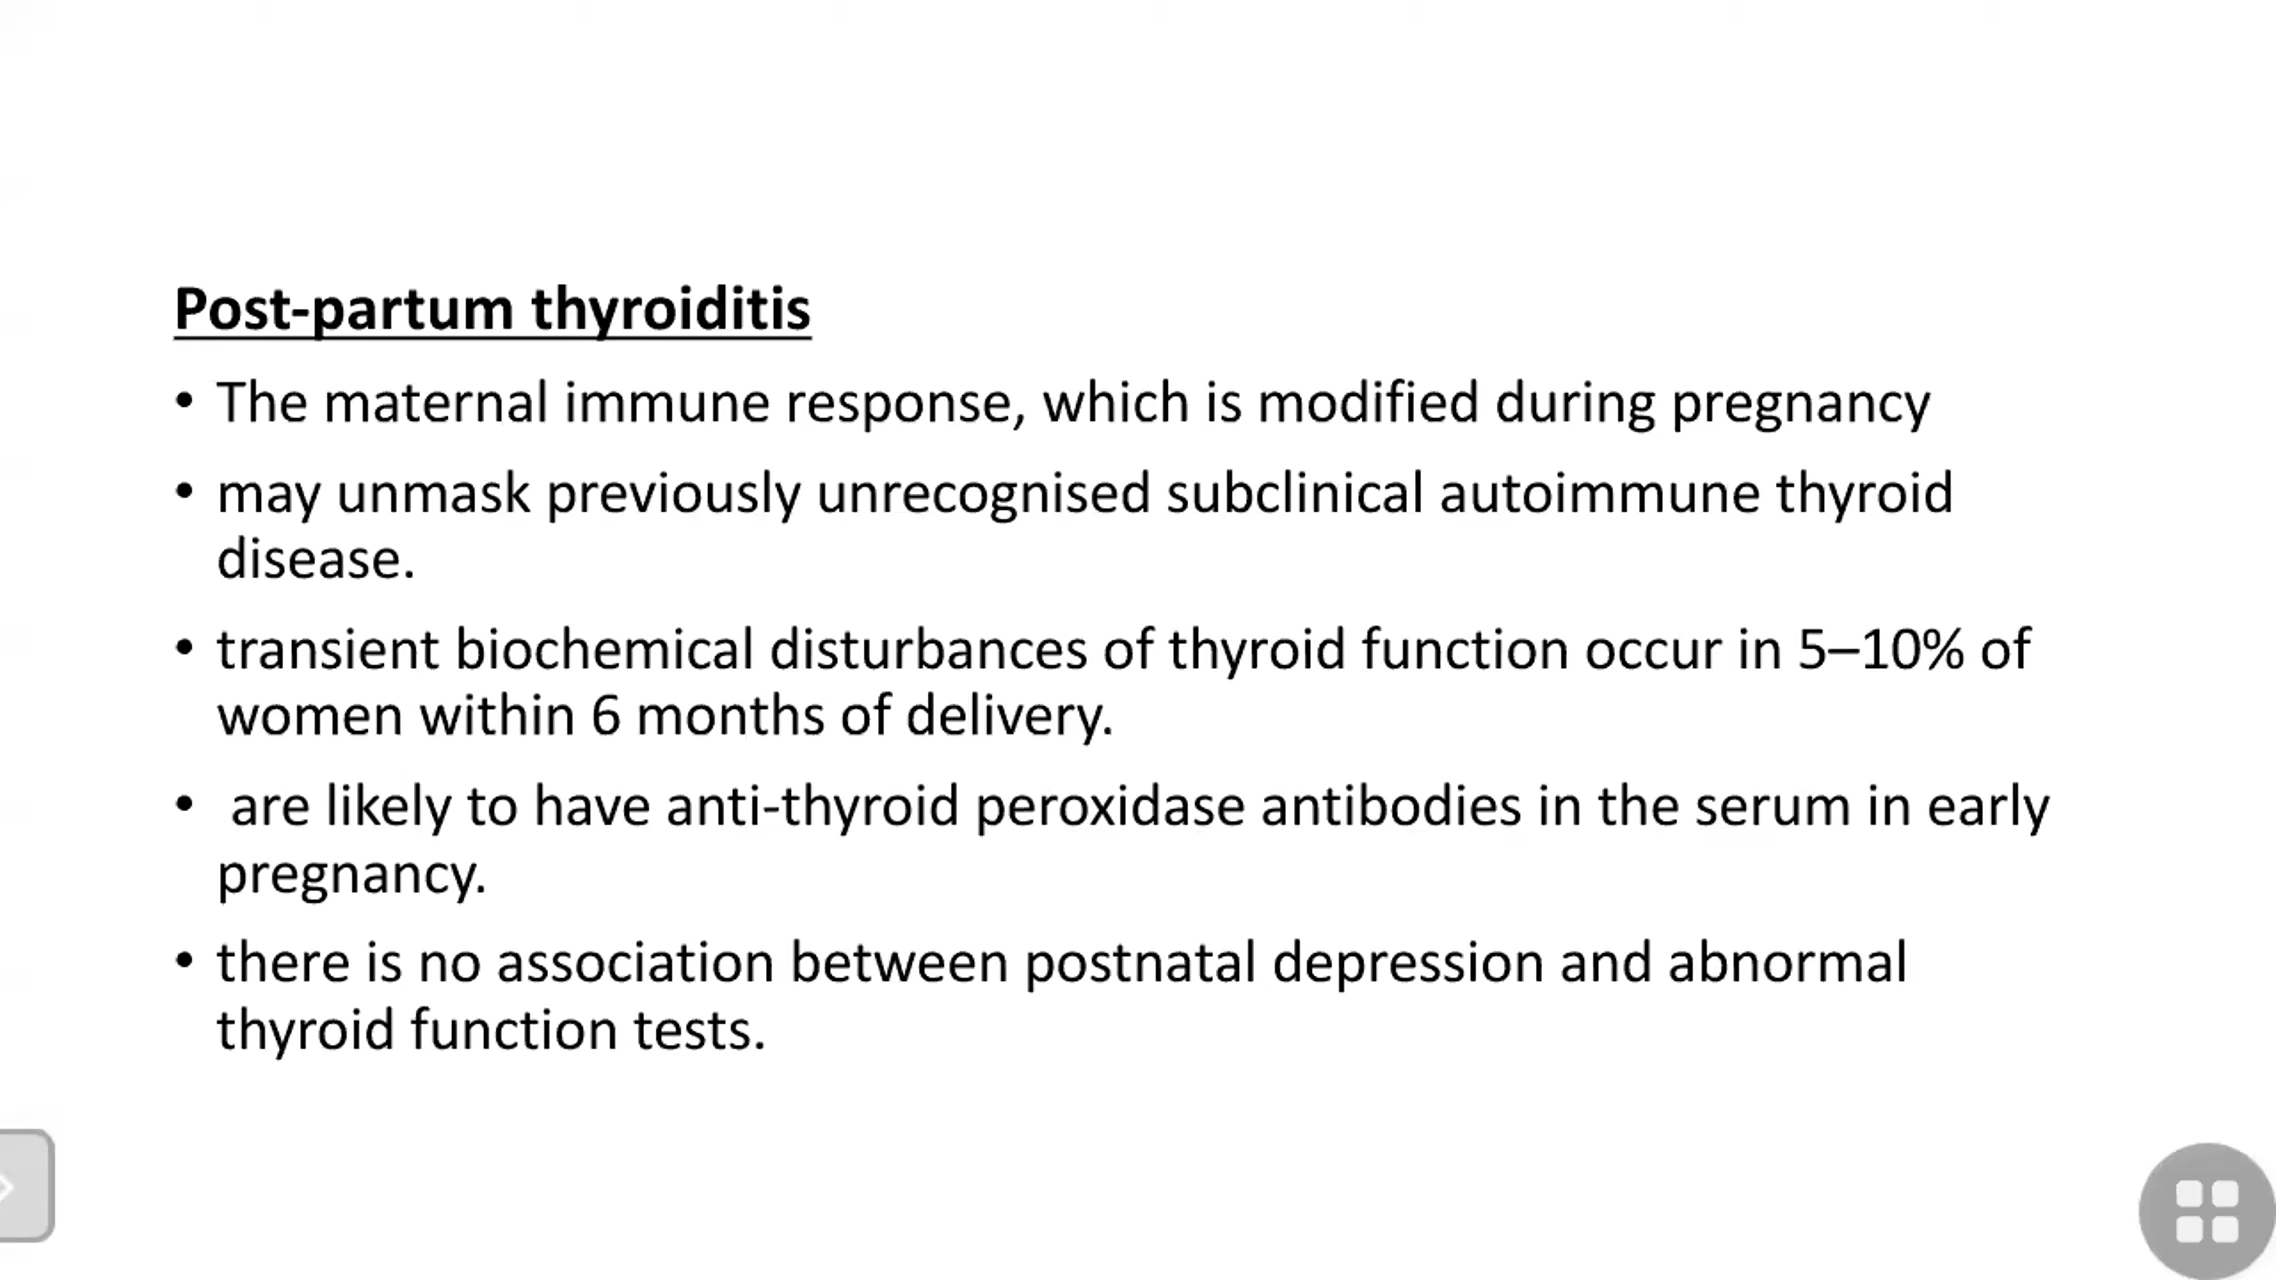 Post-partum thyroiditis
• The maternal immune response, which is modified during pregnancy
• may unmask previously unrecognised subclinical autoimmune thyroid
disease.
• transient biochemical disturbances of thyroid function occur in 5–10% of
women within 6 months of delivery.
• are likely to have anti-thyroid peroxidase antibodies in the serum in early
pregnancy.
• there is no association between postnatal depression and abnormal
thyroid function tests.